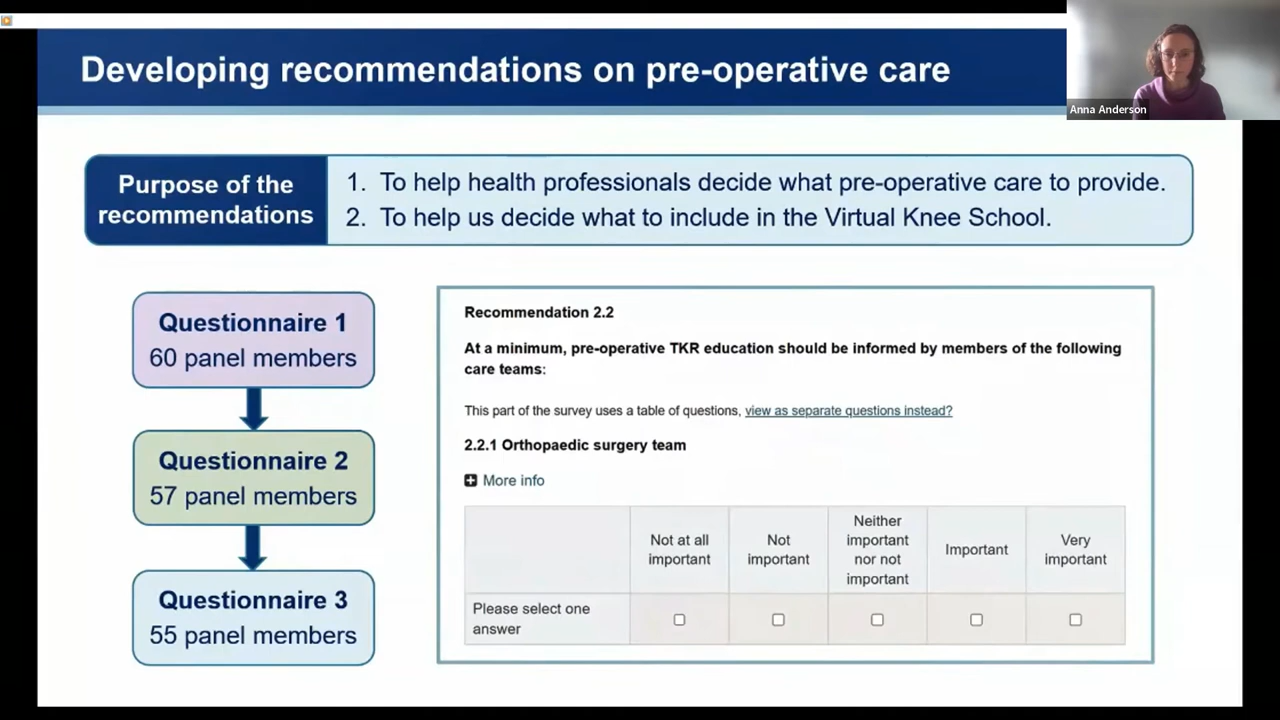 Developing recommendations on pre-operative care
Anna Anderson
Purpose of the
recommendations
1. To help health professionals decide what pre-operative care to provide.
2. To help us decide what to include in the Virtual Knee School.
Questionnaire 1
60 panel members
Questionnaire 2
57 panel members
Questionnaire 3
55 panel members
Recommendation 2.2
At a minimum, pre-operative TKR education should be informed by members of the following
care teams:
This part of the survey uses a table of questions, view as separate questions instead?
2.2.1 Orthopaedic surgery team
More info
Not at all
important
Not
important
Neither
important
nor not
important
Important
Very
important
Please select one
answer